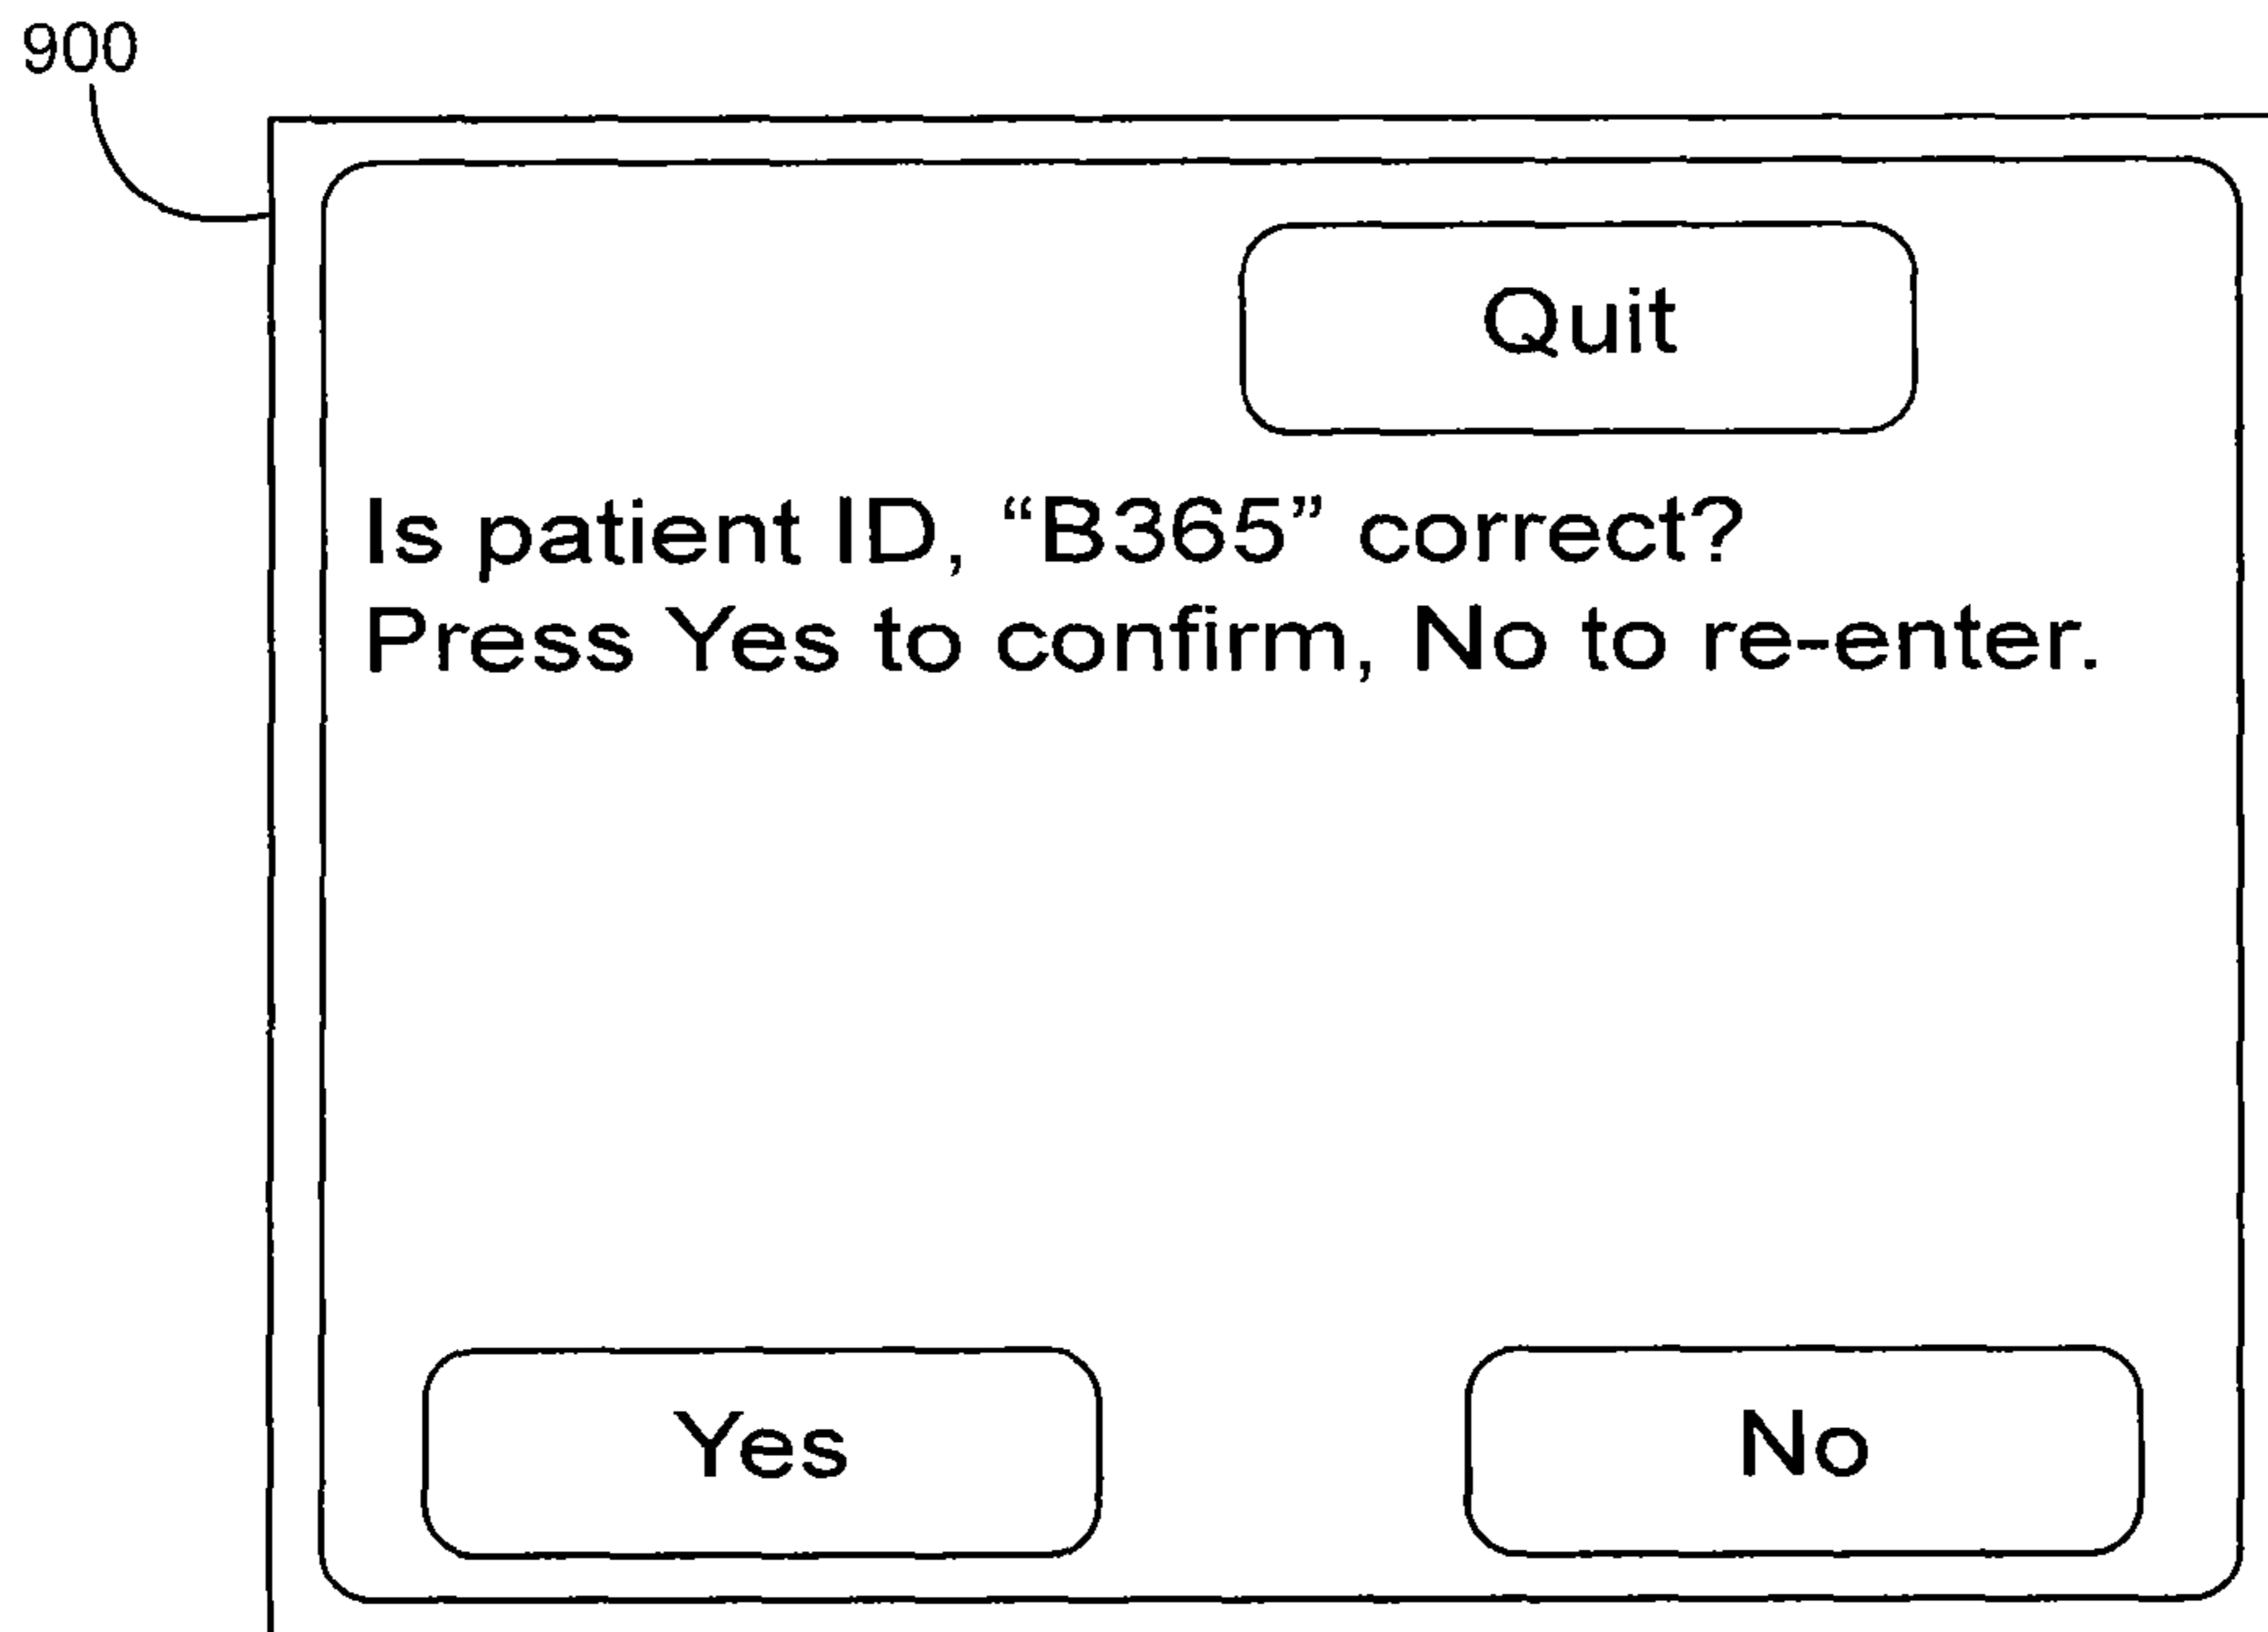 900
Quit
Is patient ID, “B365” correct?
Press Yes to confirm, No to re-enter.
Yes No